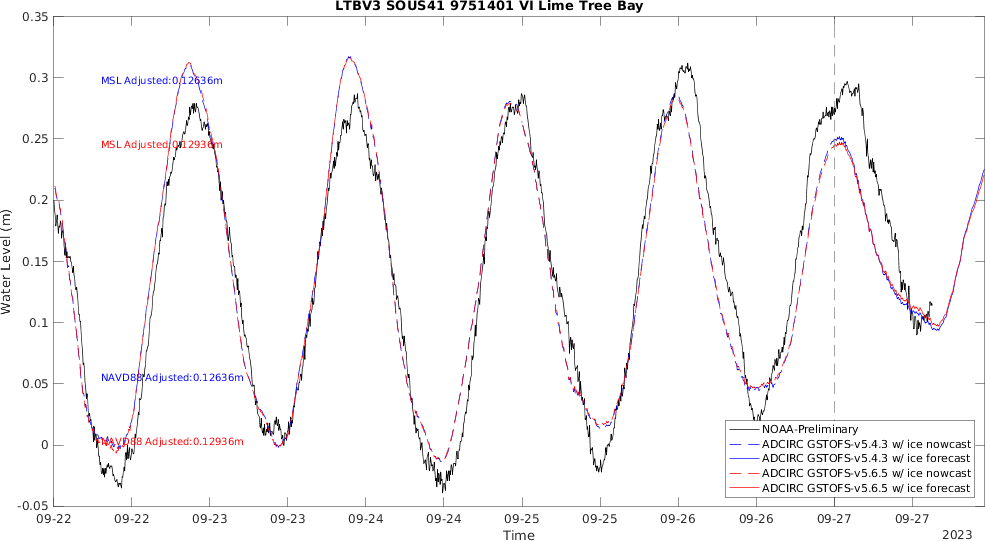 LTBV3 SOUS41 9751401 VI Lime Tree Bay
0.35
0.3
0.25
0.2
0.15
0.1
0.05
0
-0.05
Water Level (m)
MSL Adjusted:0.12636m
MSL Adjusted:0.12936m
NAVD88 Adjusted:0.12636m
NAVD88 Adjusted:0.12936m
NOAA-Preliminary
ADCIRC GSTOFS-v5.4.3 w/ ice nowcast
ADCIRC GSTOFS-v5.4.3 w/ ice forecast
ADCIRC GSTOFS-v5.6.5 w/ ice nowcast
ADCIRC GSTOFS-v5.6.5 w/ ice forecast
09-22 09-22 09-23 09-23 09-24 09-24 09-25 09-25 09-26 09-26 09-27 09-27
Time
2023